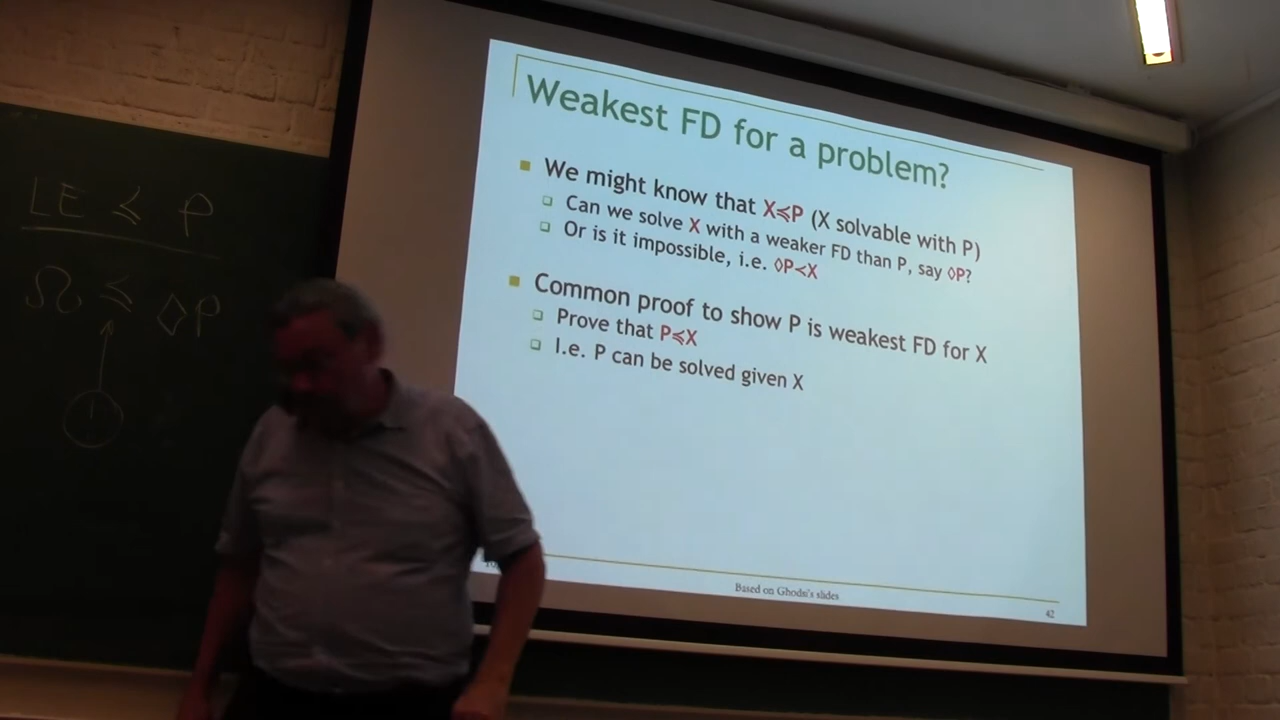 LE ≼ P
Ω ≼ ◊P
Weakest FD for a problem?
We might know that X≼P (X solvable with P)
Can we solve X with a weaker FD than P, say ◊P?
Or is it impossible, i.e. ◊P≺X
Common proof to show P is weakest FD for X
Prove that P≼X
I.e. P can be solved given X
Based on Ghodsi's slides
42